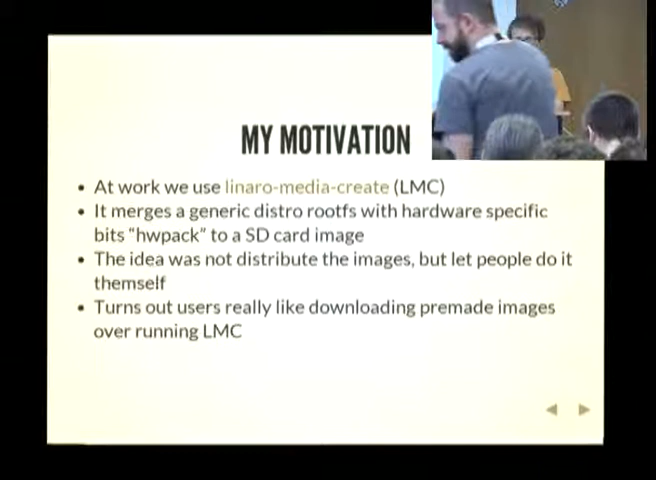 MY MOTIVATION
• At work we use linaro-media-create (LMC)
• It merges a generic distro rootfs with hardware specific
bits "hwpack" to a SD card image
• The idea was not distribute the images, but let people do it
themself
• Turns out users really like downloading premade images
over running LMC